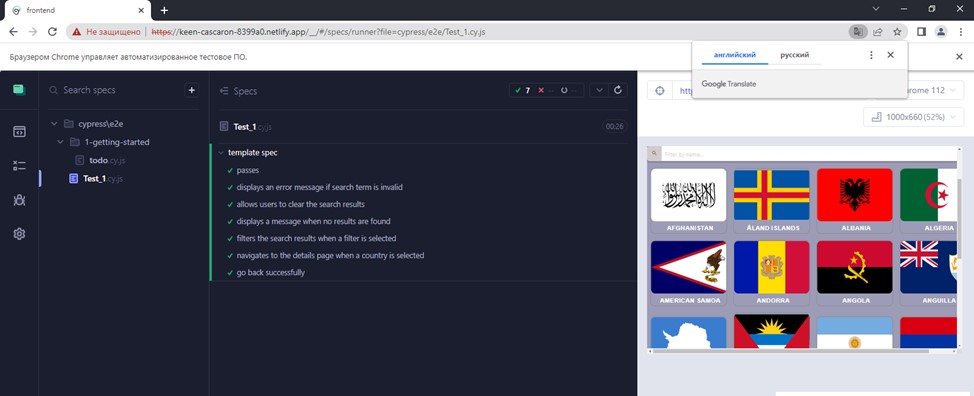 frontend
Не защищено
https://keen-cascaron-8399a0.netlify.app/__/#/specs/runner?file=cypress/e2e/Test_1.cy.js
Браузером Chrome управляет автоматизированное тестовое ПО.
английский
русский
Google Translate
Search specs
Specs
7
htt
rome 112
1000x660 (52%)
cypress\e2e
1-getting-started
todo.cy.js
Test_1.cy.js
Test_1.cy.js
00:26
template spec
passes
displays an error message if search term is invalid
allows users to clear the search results
displays a message when no results are found
filters the search results when a filter is selected
navigates to the details page when a country is selected
go back successfully
Filter by name...
AFGHANISTAN
ÅLAND ISLANDS
ALBANIA
ALGERIA
AMERICAN SAMOA
ANDORRA
ANGOLA
ANGUILLA